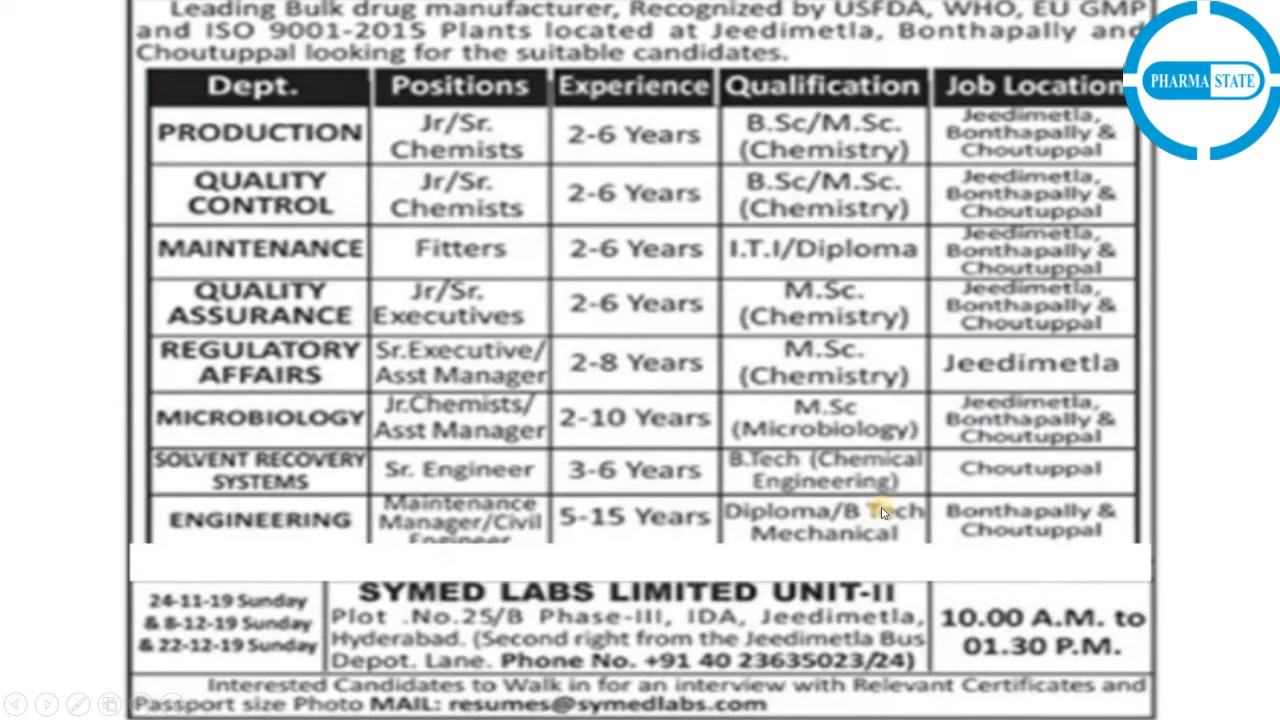 Leading Bulk drug manufacturer, Recognized by USFDA, WHO, EU GMP
and ISO 9001-2015 Plants located at Jeedimetla, Bonthapally and
Choutuppal looking for the suitable candidates.
PHARMA STATE
Dept. Positions Experience Qualification Job Location
PRODUCTION Jr/Sr. Chemists 2-6 Years B.Sc/M.Sc. (Chemistry) Jeedimetla, Bonthapally & Choutuppal
QUALITY CONTROL Jr/Sr. Chemists 2-6 Years B.Sc/M.Sc. (Chemistry) Jeedimetla, Bonthapally & Choutuppal
MAINTENANCE Fitters 2-6 Years I.T.I/Diploma Jeedimetla, Bonthapally & Choutuppal
QUALITY ASSURANCE Jr/Sr. Executives 2-6 Years M.Sc. (Chemistry) Jeedimetla, Bonthapally & Choutuppal
REGULATORY AFFAIRS Sr.Executive/ Asst Manager 2-8 Years M.Sc. (Chemistry) Jeedimetla
MICROBIOLOGY Jr.Chemists/ Asst Manager 2-10 Years M.Sc (Microbiology) Jeedimetla, Bonthapally & Choutuppal
SOLVENT RECOVERY SYSTEMS Sr. Engineer 3-6 Years B.Tech (Chemical Engineering) Choutuppal
ENGINEERING Maintenance Manager/Civil Engineer 5-15 Years Diploma/B Tech Mechanical Bonthapally & Choutuppal
24-11-19 Sunday
& 8-12-19 Sunday
& 22-12-19 Sunday
SYMED LABS LIMITED UNIT-II
Plot .No.25/B Phase-III, IDA, Jeedimetla,
Hyderabad. (Second right from the Jeedimetla Bus
Depot. Lane. Phone No. +91 40 23635023/24)
10.00 A.M. to
01.30 P.M.
Interested Candidates to Walk in for an interview with Relevant Certificates and
Passport size Photo MAIL: resumes@symedlabs.com